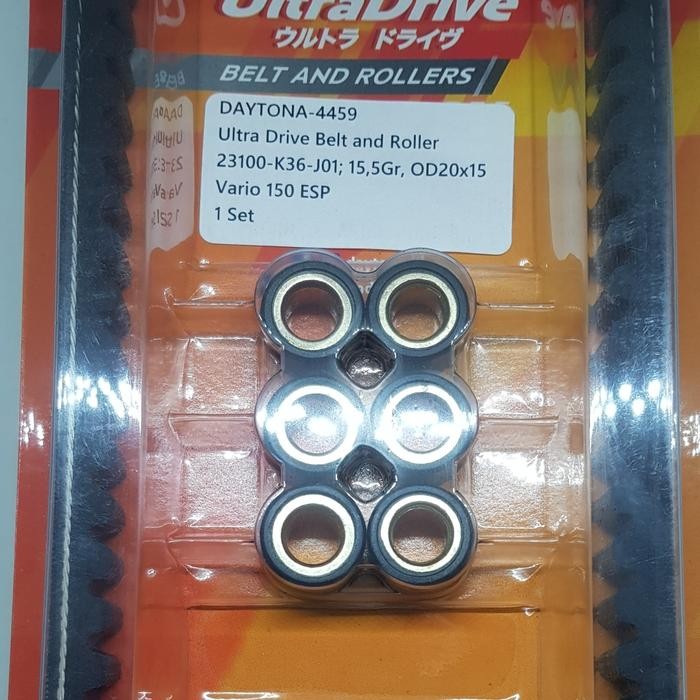 UltraDrive
ウルトラ ドライヴ
BELT AND ROLLERS
DAYTONA-4459
Ultra Drive Belt and Roller
23100-K36-J01; 15,5Gr, OD20x15
Vario 150 ESP
1 Set